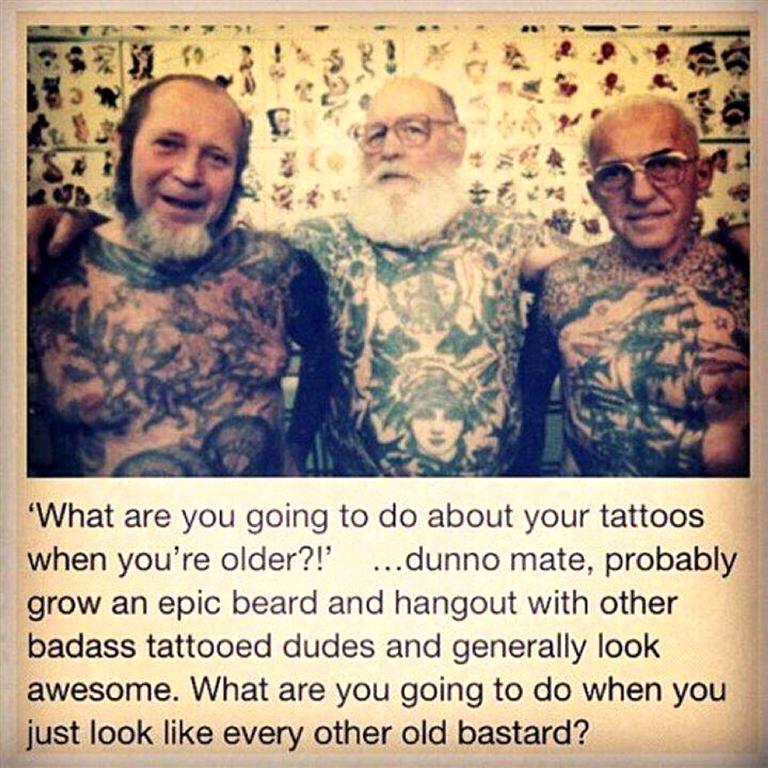 ‘What are you going to do about your tattoos
when you’re older?!’ ...dunno mate, probably
grow an epic beard and hangout with other
badass tattooed dudes and generally look
awesome. What are you going to do when you
just look like every other old bastard?